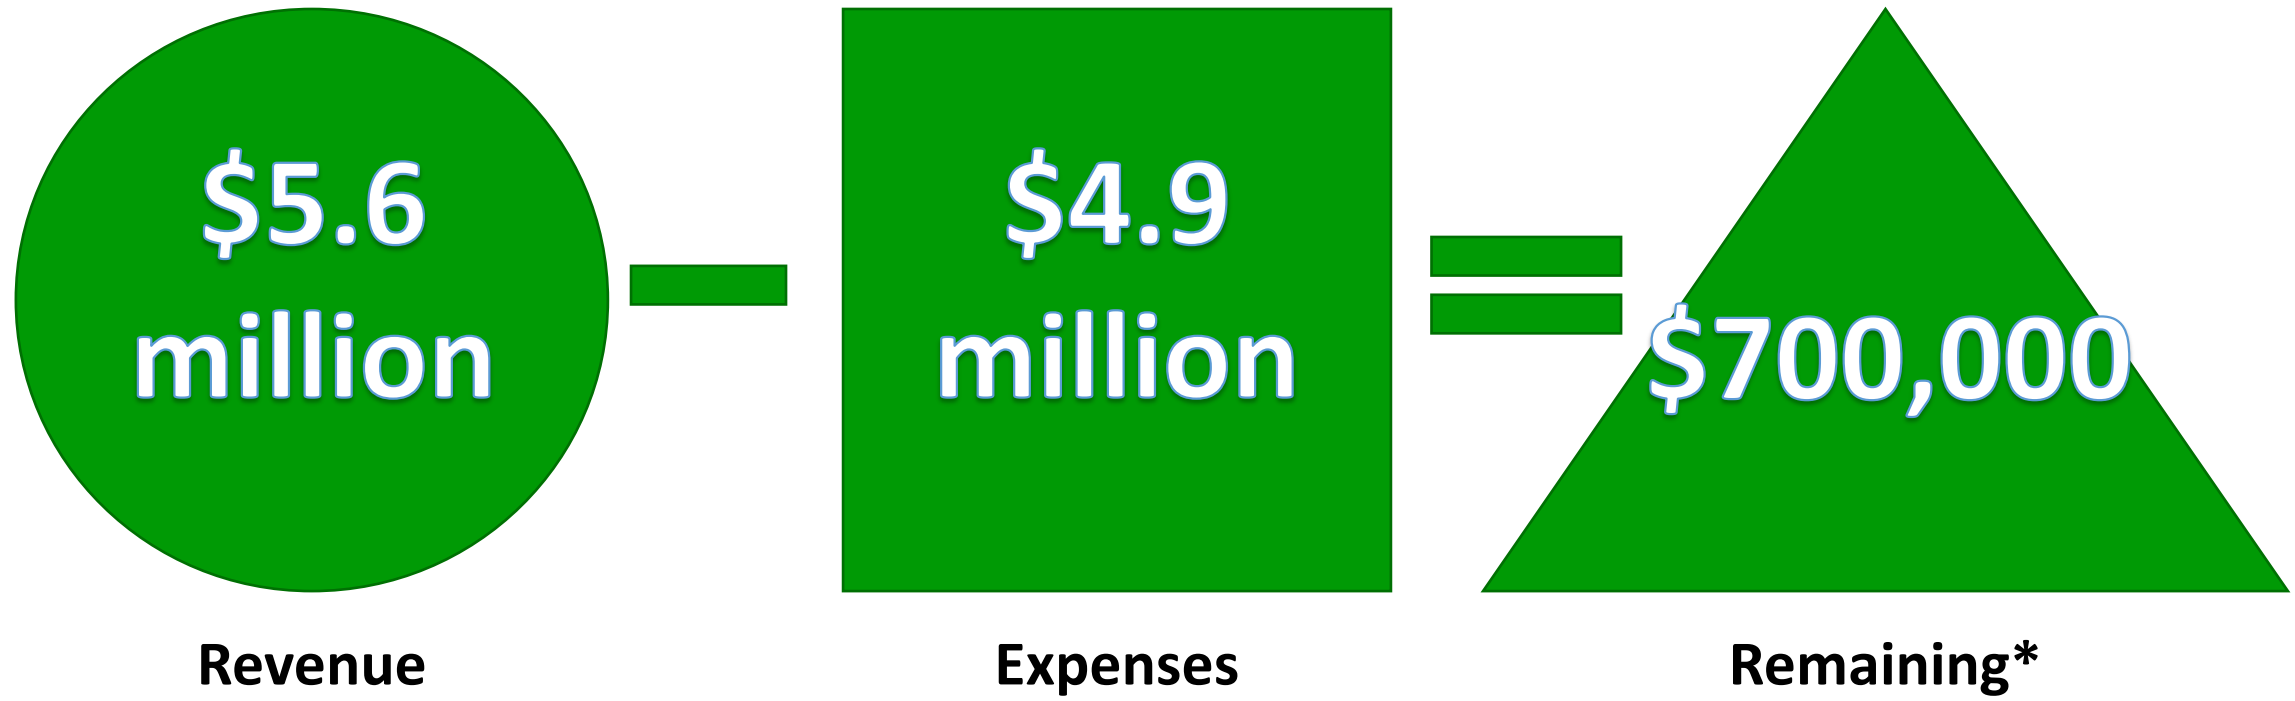 $5.6
million
$4.9
million
$700,000
Revenue
Expenses
Remaining*